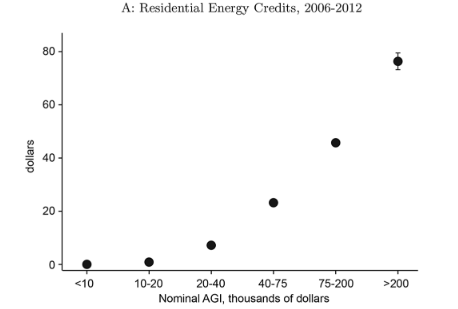 A: Residential Energy Credits, 2006-2012
80
60
40
20
0
dollars
<10 10-20 20-40 40-75 75-200 >200
Nominal AGI, thousands of dollars